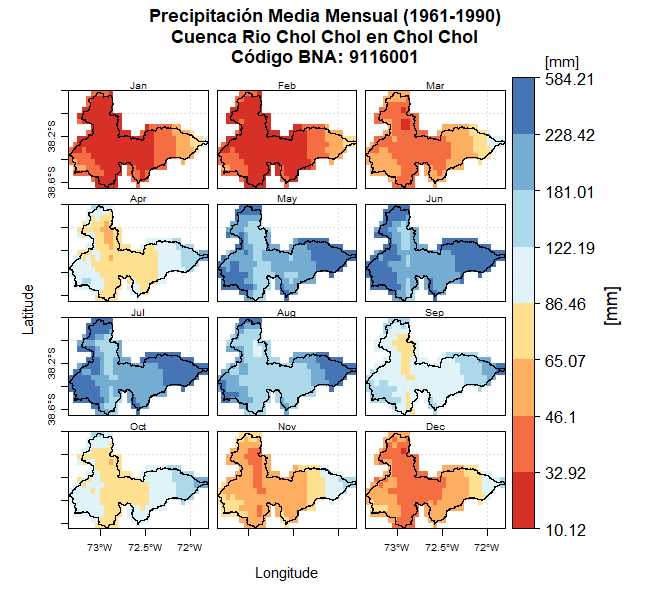 Precipitación Media Mensual (1961-1990)
Cuenca Rio Chol Chol en Chol Chol
Código BNA: 9116001
[mm]
Jan
Feb
Mar
38.2°S
38.6°S
Apr
May
Jun
Jul
Aug
Sep
38.2°S
38.6°S
Oct
Nov
Dec
73°W
72.5°W
72°W
73°W
72.5°W
72°W
Latitude
Longitude
584.21
228.42
181.01
122.19
86.46
65.07
46.1
32.92
10.12
[mm]